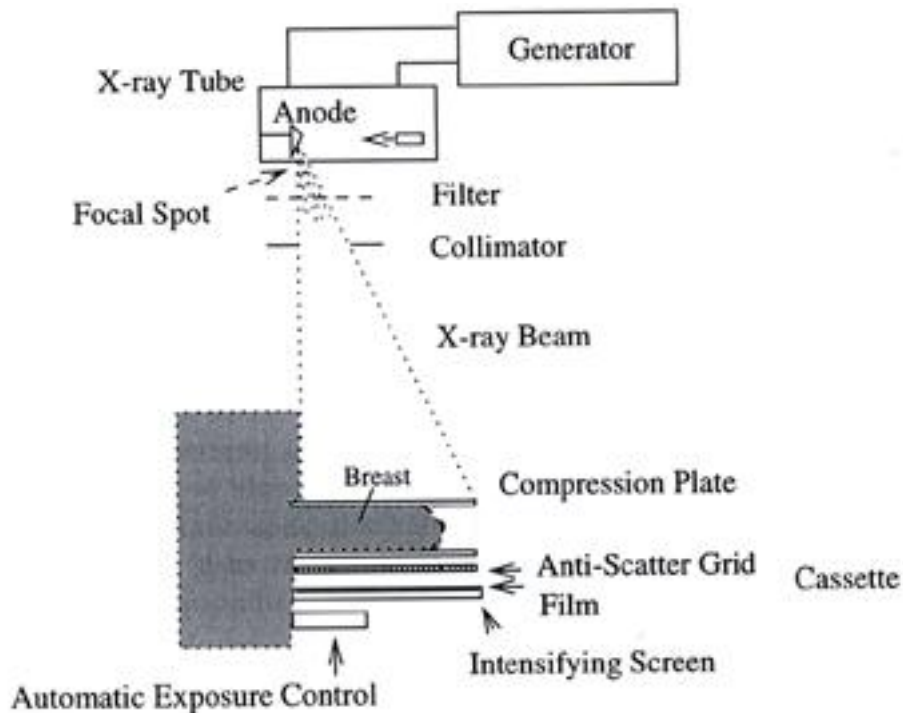 Generator
X-ray Tube
Anode
Focal Spot
Filter
Collimator
X-ray Beam
Breast
Compression Plate
Anti-Scatter Grid
Cassette
Film
Intensifying Screen
Automatic Exposure Control